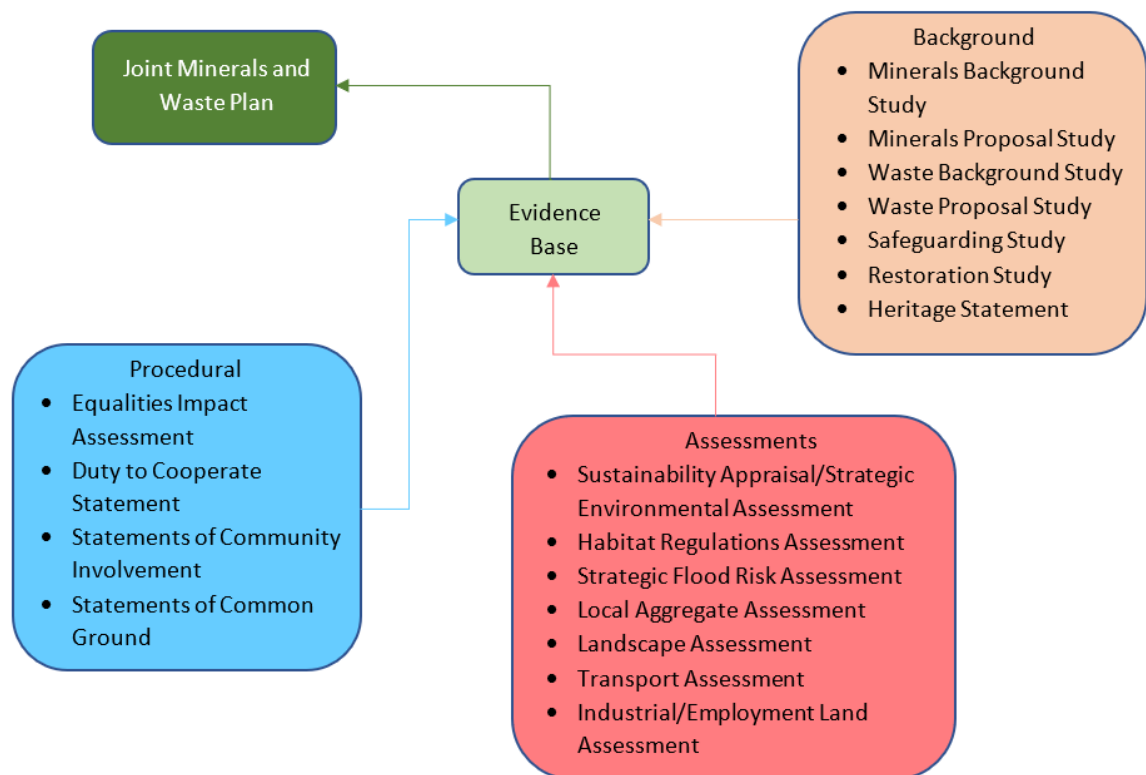 Joint Minerals and
Waste Plan
Background
• Minerals Background
Study
• Minerals Proposal Study
• Waste Background Study
• Waste Proposal Study
• Safeguarding Study
• Restoration Study
• Heritage Statement
Evidence
Base
Procedural
• Equalities Impact
Assessment
• Duty to Cooperate
Statement
• Statements of Community
Involvement
• Statements of Common
Ground
Assessments
• Sustainability Appraisal/Strategic
Environmental Assessment
• Habitat Regulations Assessment
• Strategic Flood Risk Assessment
• Local Aggregate Assessment
• Landscape Assessment
• Transport Assessment
• Industrial/Employment Land
Assessment